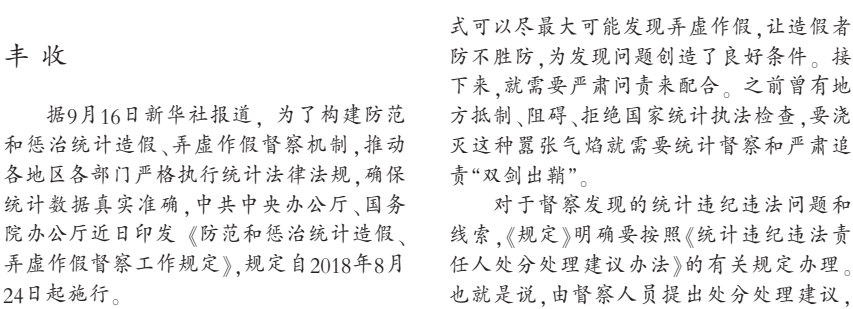 丰 收
据9月16日新华社报道，为了构建防范
和惩治统计造假、弄虚作假督察机制，推动
各地区各部门严格执行统计法律法规，确保
统计数据真实准确，中共中央办公厅、国务
院办公厅近日印发《防范和惩治统计造假、
弄虚作假督察工作规定》，规定自2018年8月
24日起施行。
式可以尽最大可能发现弄虚作假，让造假者
防不胜防，为发现问题创造了良好条件。接
下来，就需要严肃问责来配合。之前曾有地
方抵制、阻碍、拒绝国家统计执法检查，要浇
灭这种嚣张气焰就需要统计督察和严肃追
责“双剑出鞘”。
对于督察发现的统计违纪违法问题和
线索，《规定》明确要按照《统计违纪违法责
任人处分处理建议办法》的有关规定办理。
也就是说，由督察人员提出处分处理建议，